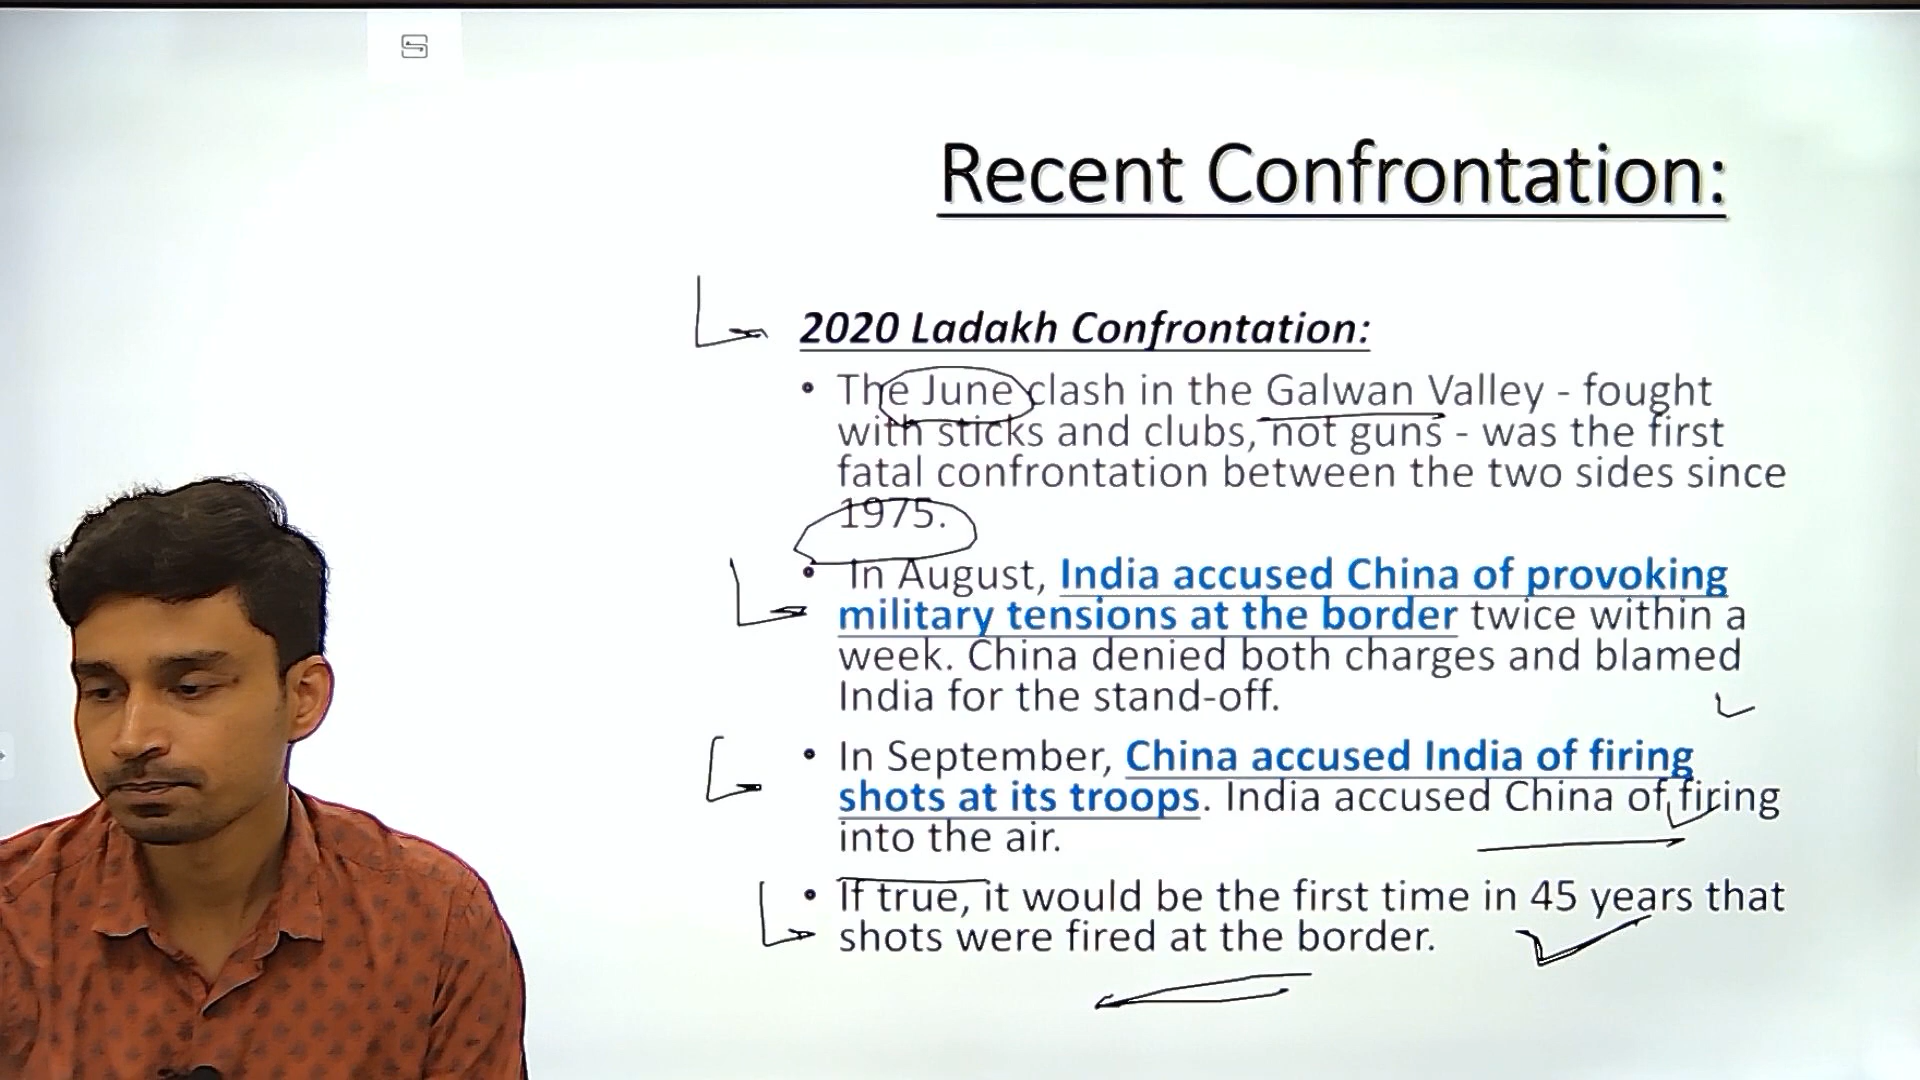 Recent Confrontation:
2020 Ladakh Confrontation:
• The June clash in the Galwan Valley - fought
with sticks and clubs, not guns - was the first
fatal confrontation between the two sides since
1975.
• In August, India accused China of provoking
military tensions at the border twice within a
week. China denied both charges and blamed
India for the stand-off.
• In September, China accused India of firing
shots at its troops. India accused China of firing
into the air.
• If true, it would be the first time in 45 years that
shots were fired at the border.